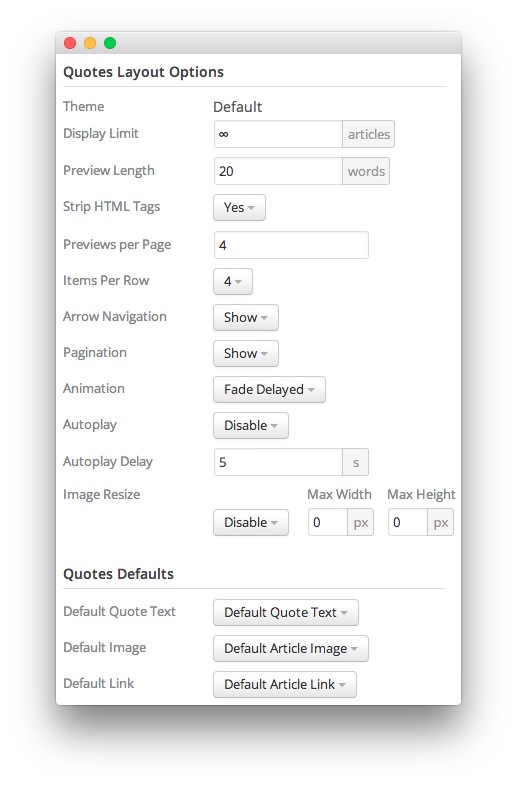 Quotes Layout Options
Theme Default
Display Limit ∞ articles
Preview Length 20 words
Strip HTML Tags Yes
Previews per Page 4
Items Per Row 4
Arrow Navigation Show
Pagination Show
Animation Fade Delayed
Autoplay Disable
Autoplay Delay 5 s
Image Resize Max Width Max Height
Disable 0 px 0 px
Quotes Defaults
Default Quote Text Default Quote Text
Default Image Default Article Image
Default Link Default Article Link